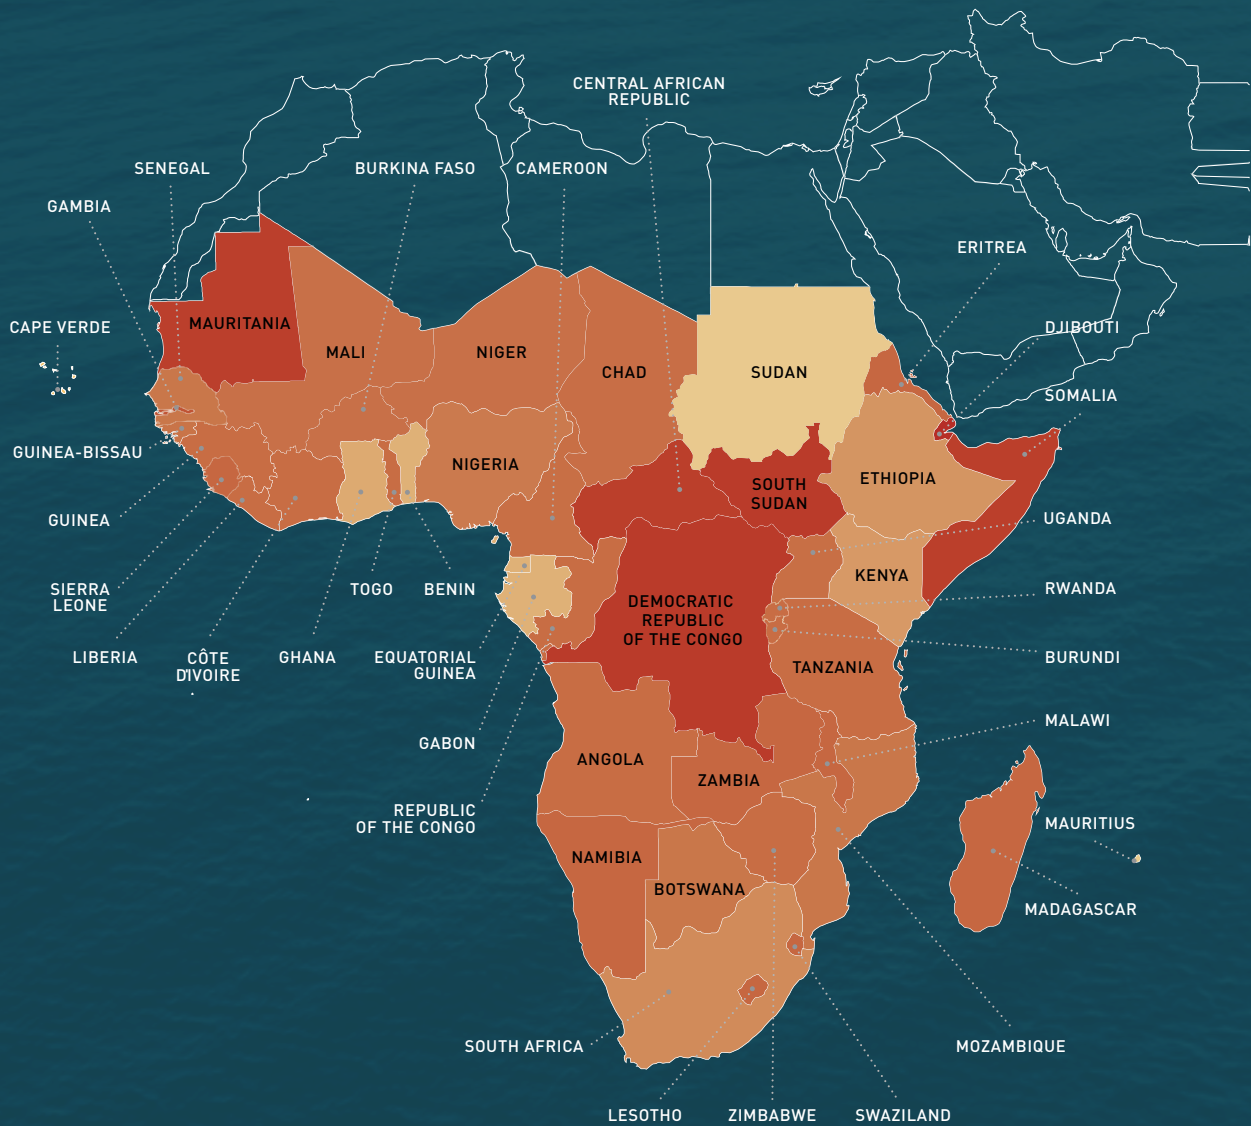 CENTRAL AFRICAN
REPUBLIC
SENEGAL
BURKINA FASO
CAMEROON
GAMBIA
ERITREA
CAPE VERDE
MAURITANIA
DJIBOUTI
MALI
NIGER
CHAD
SUDAN
SOMALIA
GUINEA-BISSAU
NIGERIA
ETHIOPIA
SOUTH
SUDAN
GUINEA
UGANDA
KENYA
SIERRA
LEONE
TOGO
BENIN
RWANDA
DEMOCRATIC
REPUBLIC
OF THE CONGO
LIBERIA
CÔTE
D'IVOIRE
GHANA
EQUATORIAL
GUINEA
TANZANIA
BURUNDI
MALAWI
GABON
ANGOLA
ZAMBIA
REPUBLIC
OF THE CONGO
MAURITIUS
NAMIBIA
BOTSWANA
MADAGASCAR
SOUTH AFRICA
MOZAMBIQUE
LESOTHO
ZIMBABWE
SWAZILAND